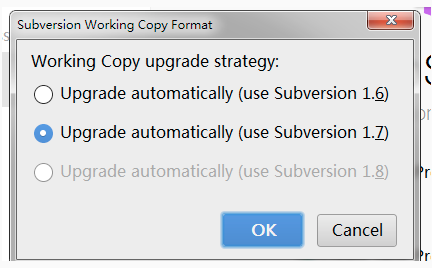 Subversion Working Copy Format
Working Copy upgrade strategy:
Upgrade automatically (use Subversion 1.6)
Upgrade automatically (use Subversion 1.7)
Upgrade automatically (use Subversion 1.8)
OK
Cancel